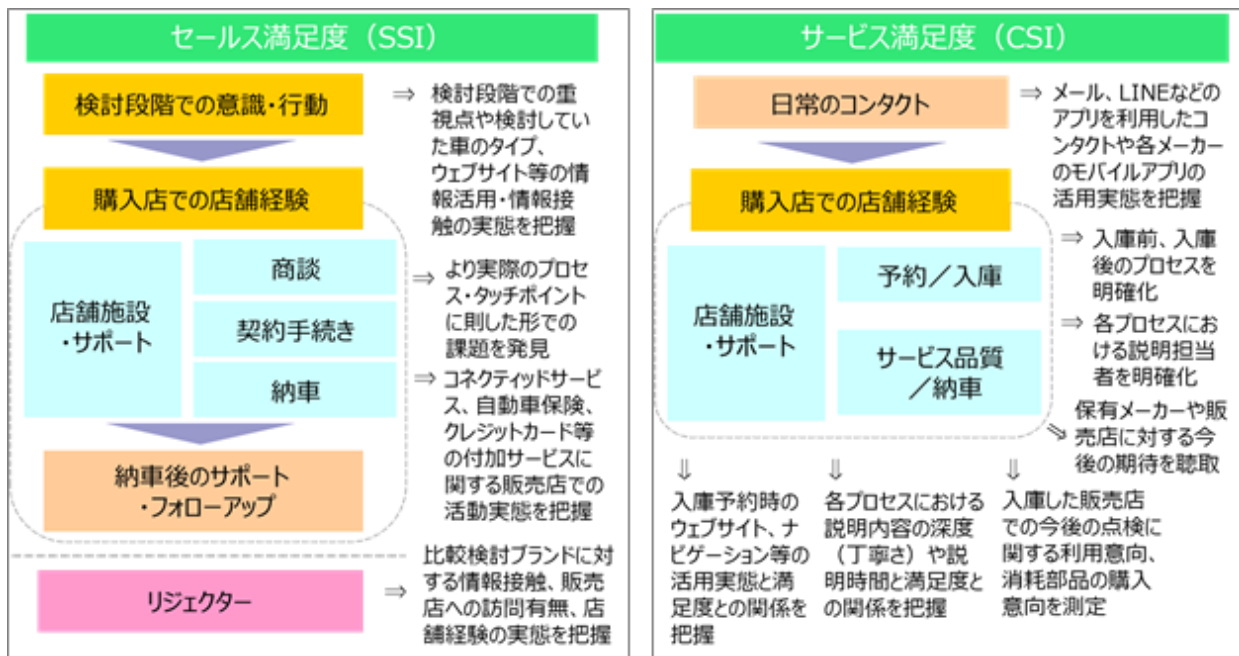 セールス満足度（SSI）
検討段階での意識・行動
⇒ 検討段階での重
視点や検討してい
た車のタイプ、
ウェブサイト等の情
報活用・情報接
触の実態を把握
購入店での店舗経験
店舗施設
・サポート
商談
契約手続き
納車
⇒ より実際のプロセ
ス・タッチポイント
に則した形での
課題を発見
⇒ コネクティッドサービ
ス、自動車保険、
クレジットカード等
の付加サービスに
関する販売店での
活動実態を把握
納車後のサポート
・フォローアップ
リジェクター
⇒ 比較検討ブランドに対
する情報接触、販売
店への訪問有無、店
舗経験の実態を把握
サービス満足度（CSI）
日常のコンタクト
⇒ メール、LINEなどの
アプリを利用したコ
ンタクトや各メーカー
のモバイルアプリの
活用実態を把握
購入店での店舗経験
店舗施設
・サポート
予約／入庫
サービス品質
／納車
⇒ 入庫前、入庫
後のプロセスを
明確化
⇒ 各プロセスにお
ける説明担当
者を明確化
⇘ 保有メーカーや販
売店に対する今
後の期待を聴取
⇓
入庫予約時の
ウェブサイト、ナ
ビゲーション等の
活用実態と満
足度との関係を
把握
⇓
各プロセスにおける
説明内容の深度
（丁寧さ）や説
明時間と満足度と
の関係を把握
⇓
入庫した販売店
での今後の点検に
関する利用意向、
消耗部品の購入
意向を測定